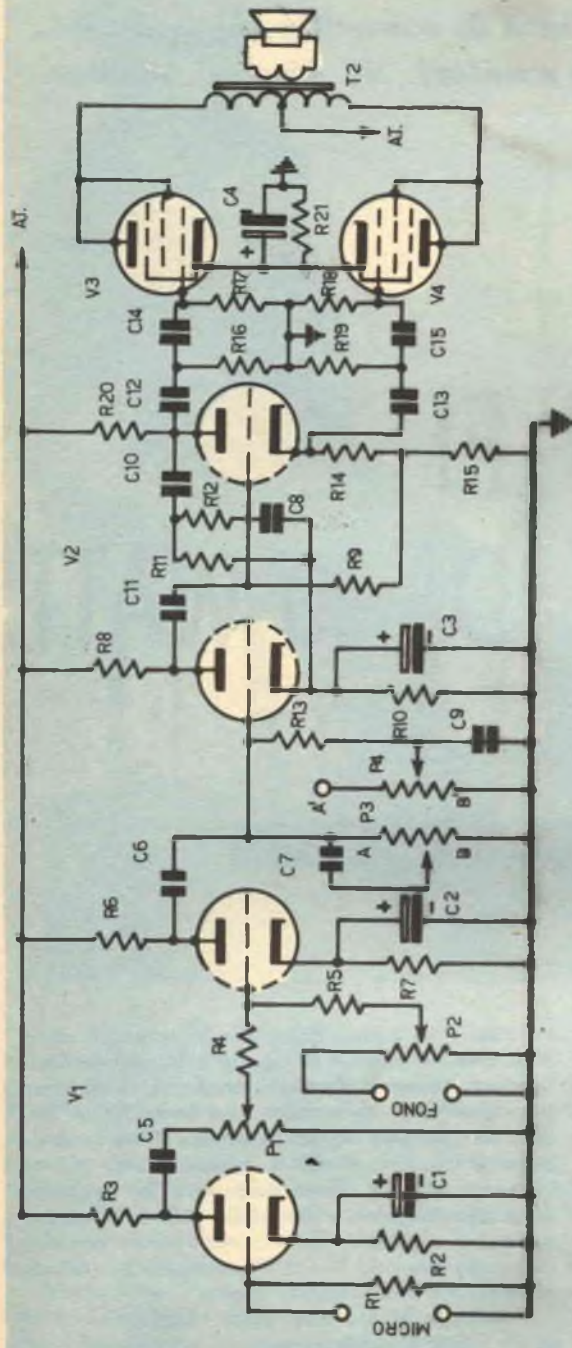 MICRO
R1
R2
C1
+
−
R3
V1
C5
P1
R4
FONO
P2
R5
R7
C2
+
−
R6
C6
C7
A
B
P3
A'
B'
P4
C9
R13
R10
C3
+
−
R8
V2
C11
R11
R12
C8
R9
C10
R20
C12
R14
R15
C13
C14
R16
R17
R19
R18
C15
V3
V4
C4
+
−
R21
AT.
AT.
T2